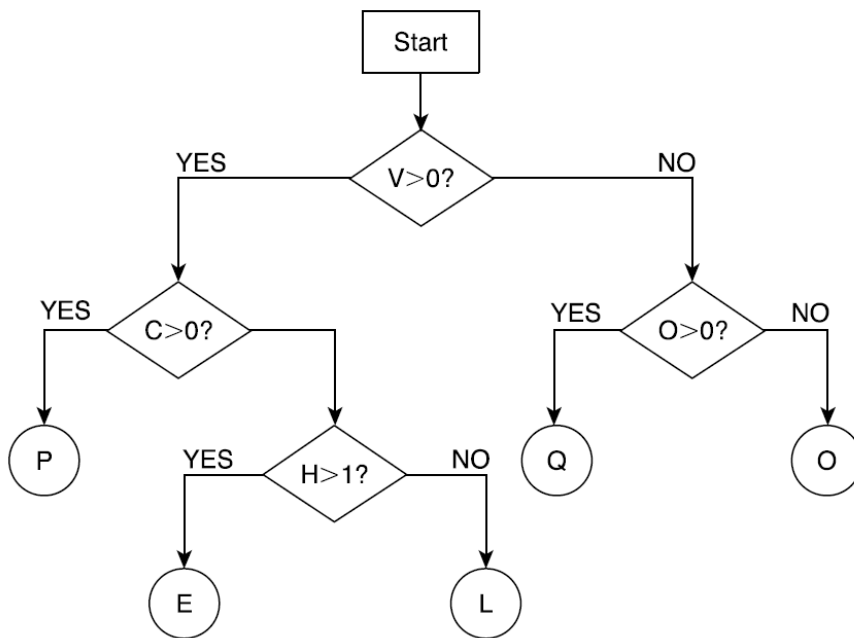 Start
YES
V>0?
NO
YES
C>0?
YES
O>0?
NO
P
YES
H>1?
NO
Q
O
E
L